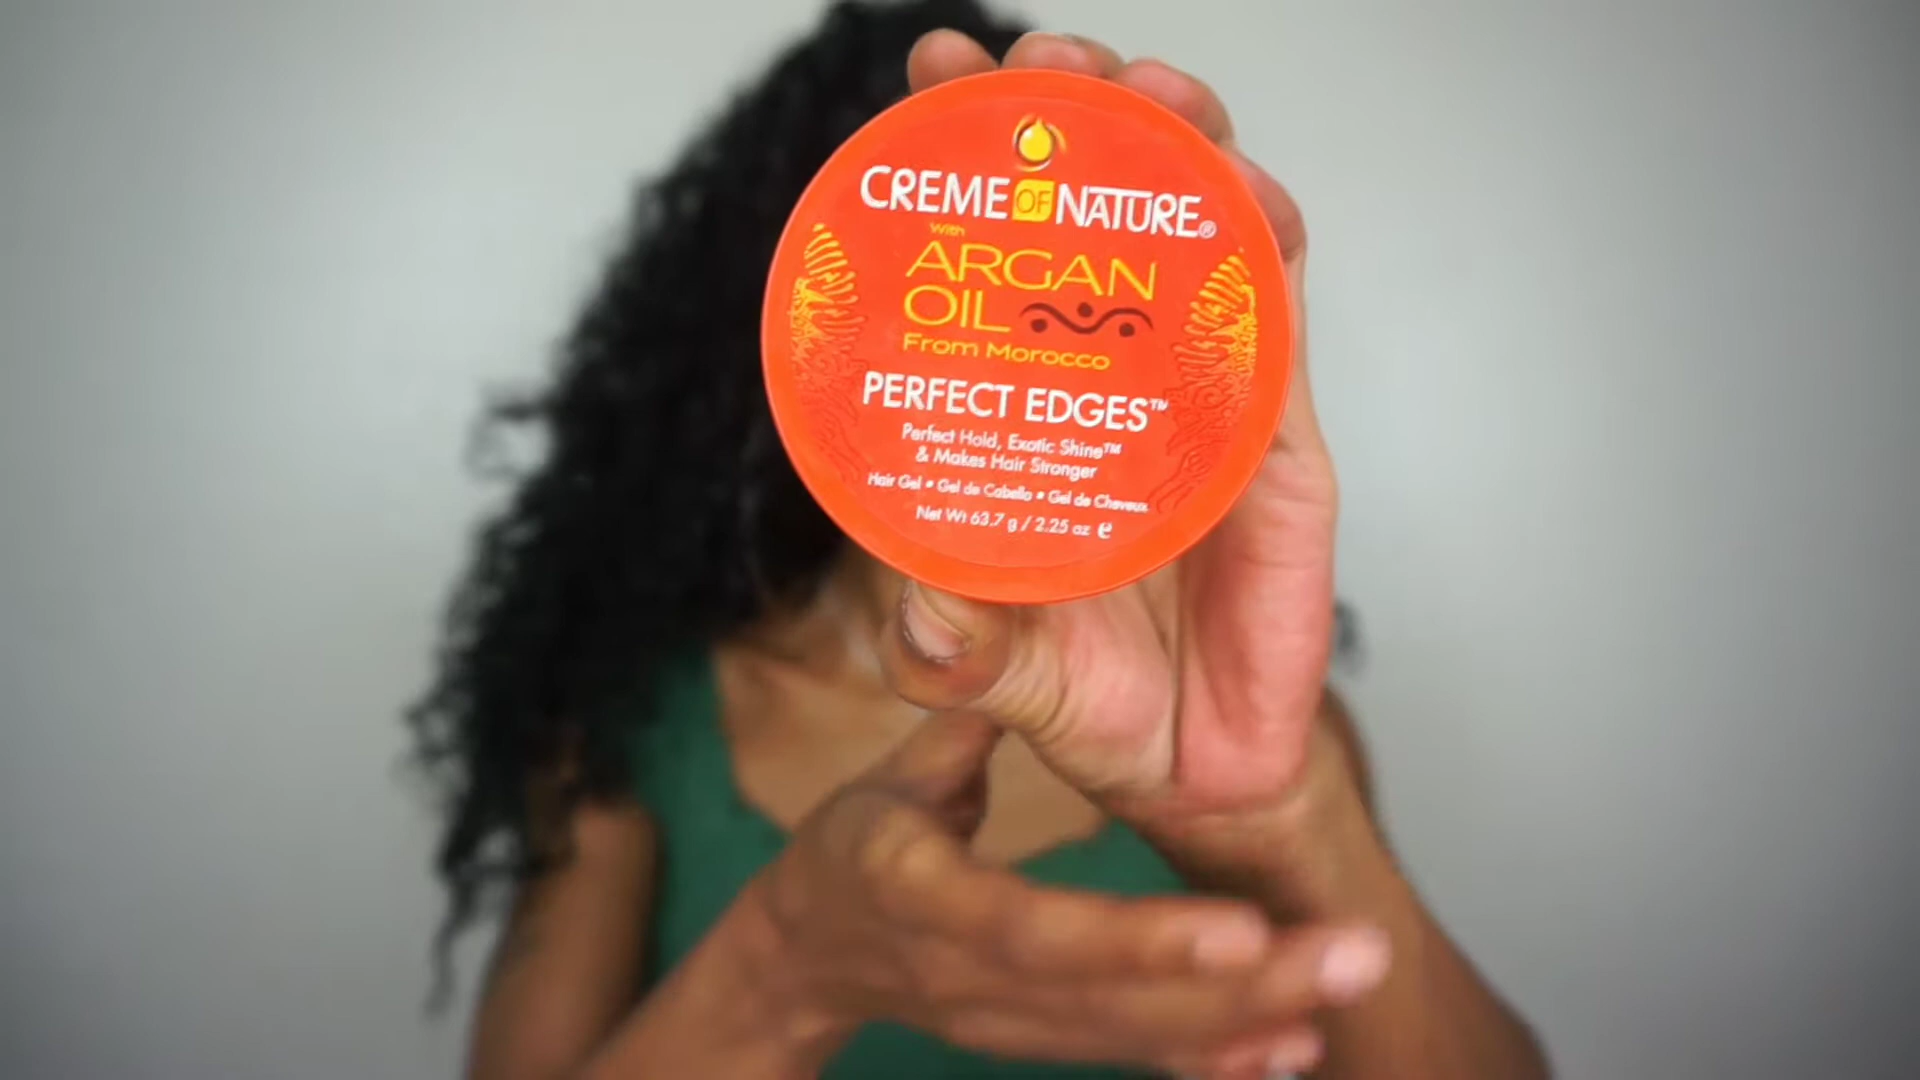 CREME OF NATURE®
With
ARGAN
OIL
From Morocco
PERFECT EDGES™
Perfect Hold, Exotic Shine™
& Makes Hair Stronger
Hair Gel • Gel de Cabello • Gel de Cheveux
Net Wt 63.7 g / 2.25 oz e